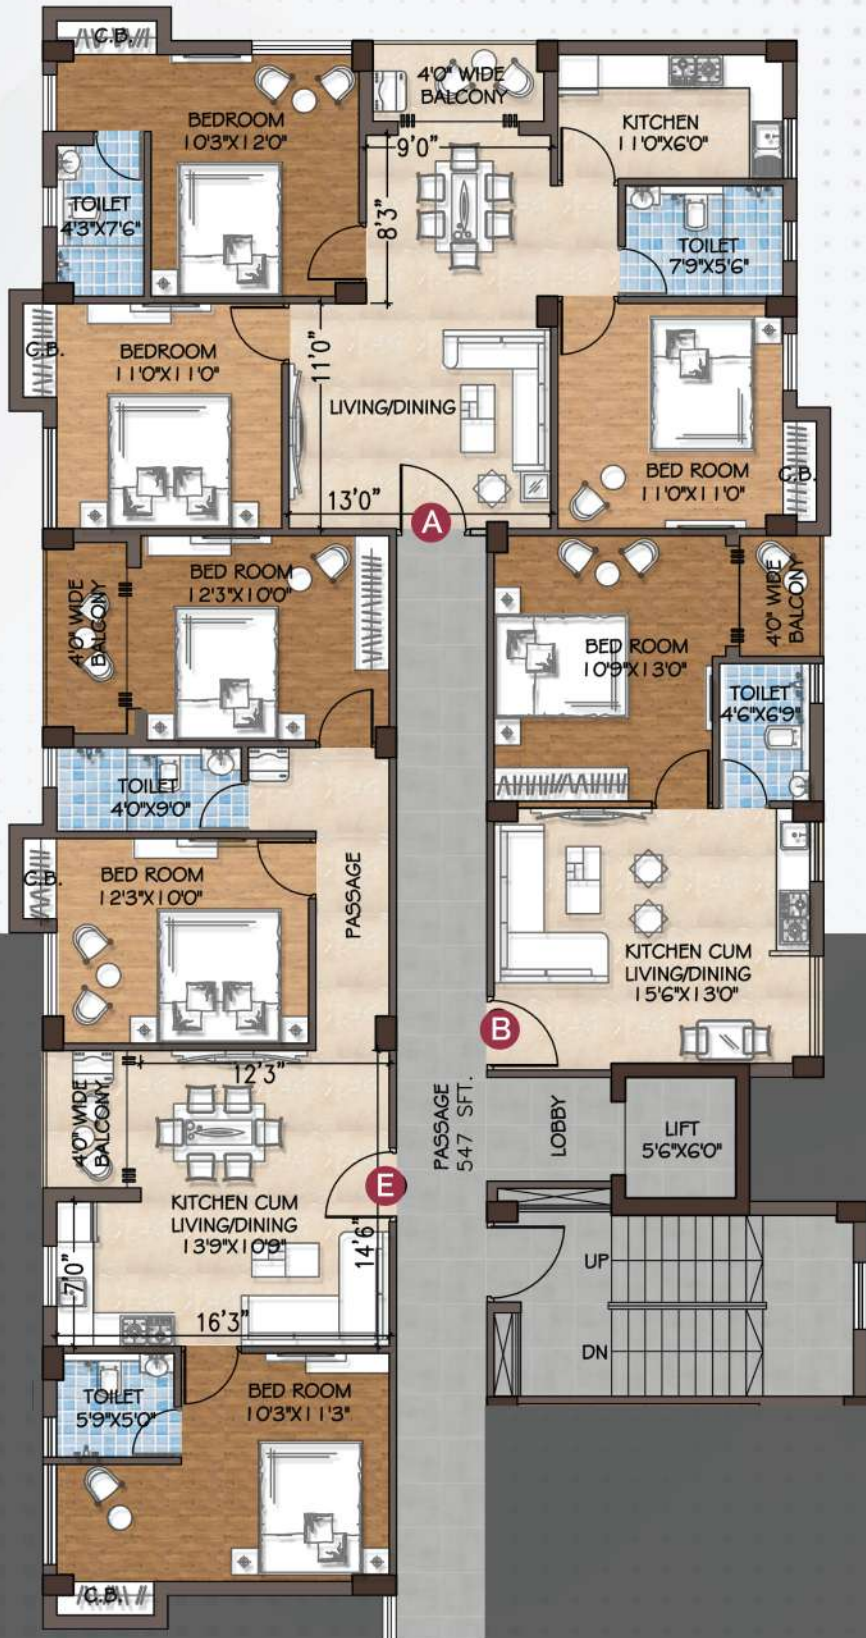 C.B.
4'0" WIDE
BALCONY
BEDROOM
10'3"X12'0"
KITCHEN
11'0"X6'0"
9'0"
TOILET
4'3"X7'6"
8'3"
TOILET
7'9"X5'6"
C.B.
BEDROOM
11'0"X11'0"
11'0"
LIVING/DINING
BED ROOM
11'0"X11'0"
C.B.
13'0"
A
4'0" WIDE
BALCONY
BED ROOM
12'3"X10'0"
BED ROOM
10'9"X13'0"
4'0" WIDE
BALCONY
TOILET
4'6"X6'9"
TOILET
4'0"X9'0"
C.B.
BED ROOM
12'3"X10'0"
PASSAGE
KITCHEN CUM
LIVING/DINING
15'6"X13'0"
B
12'3"
4'0" WIDE
BALCONY
PASSAGE
547 SFT.
LOBBY
LIFT
5'6"X6'0"
E
KITCHEN CUM
LIVING/DINING
13'9"X10'9"
14'6"
7'0"
16'3"
UP
DN
TOILET
5'9"X5'0"
BED ROOM
10'3"X11'3"
C.B.